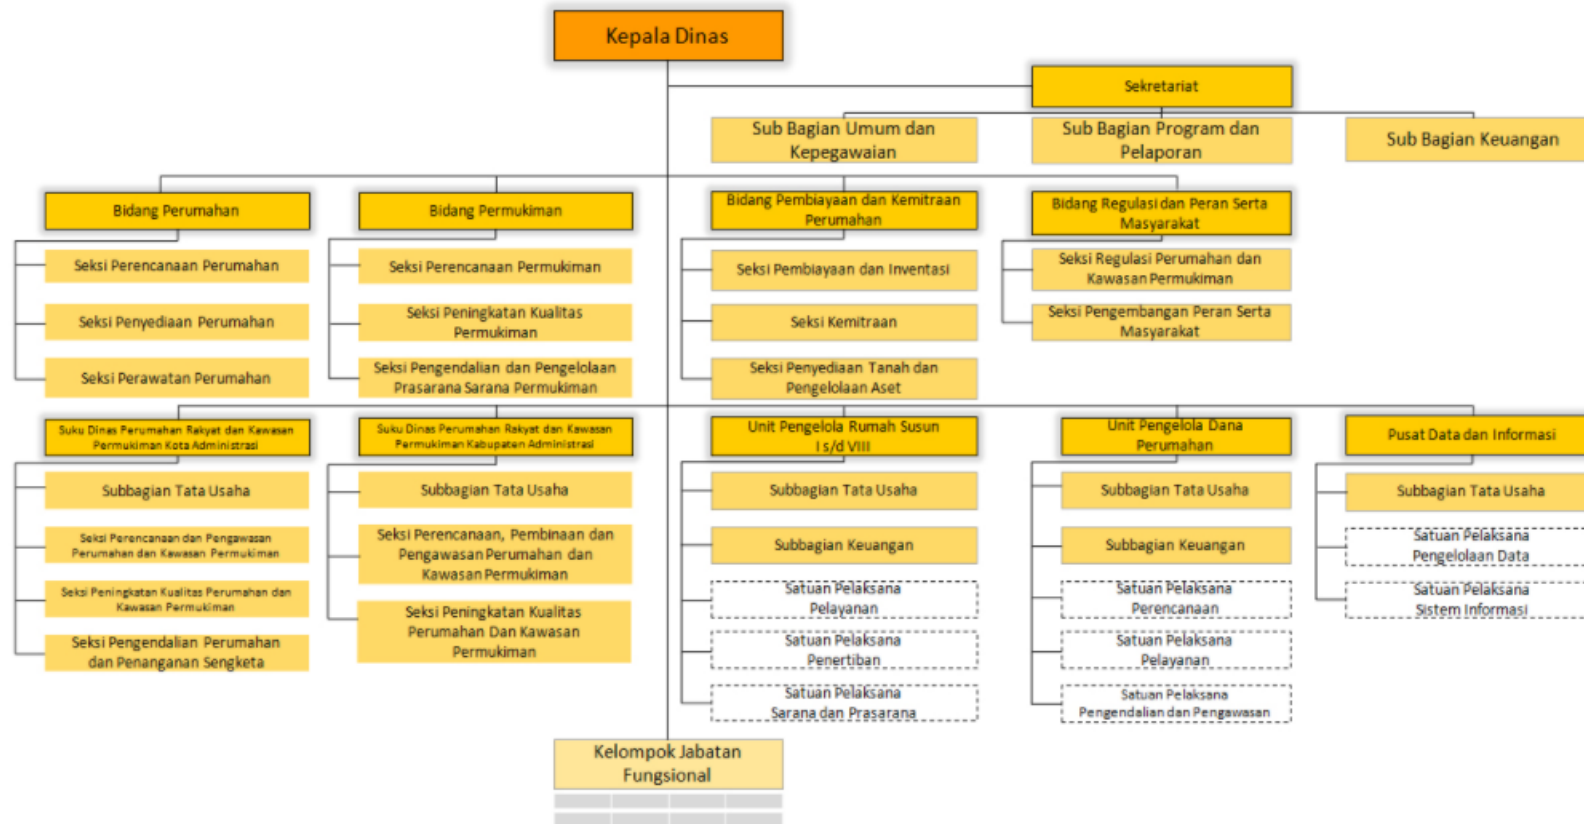 Kepala Dinas
Sekretariat
Sub Bagian Umum dan
Kepegawaian
Sub Bagian Program dan
Pelaporan
Sub Bagian Keuangan
Bidang Perumahan
Seksi Perencanaan Perumahan
Seksi Penyediaan Perumahan
Seksi Perawatan Perumahan
Bidang Permukiman
Seksi Perencanaan Permukiman
Seksi Peningkatan Kualitas
Permukiman
Seksi Pengendalian dan Pengelolaan
Prasarana Sarana Permukiman
Bidang Pembiayaan dan Kemitraan
Perumahan
Seksi Pembiayaan dan Inventasi
Seksi Kemitraan
Seksi Penyediaan Tanah dan
Pengelolaan Aset
Bidang Regulasi dan Peran Serta
Masyarakat
Seksi Regulasi Perumahan dan
Kawasan Permukiman
Seksi Pengembangan Peran Serta
Masyarakat
Suku Dinas Perumahan Rakyat dan Kawasan
Permukiman Kota Administrasi
Subbagian Tata Usaha
Seksi Perencanaan dan Pengawasan
Perumahan dan Kawasan Permukiman
Seksi Peningkatan Kualitas Perumahan dan
Kawasan Permukiman
Seksi Pengendalian Perumahan
dan Penanganan Sengketa
Suku Dinas Perumahan Rakyat dan Kawasan
Permukiman Kabupaten Administrasi
Subbagian Tata Usaha
Seksi Perencanaan, Pembinaan dan
Pengawasan Perumahan dan
Kawasan Permukiman
Seksi Peningkatan Kualitas
Perumahan Dan Kawasan
Permukiman
Unit Pengelola Rumah Susun
I s/d VIII
Subbagian Tata Usaha
Subbagian Keuangan
Satuan Pelaksana
Pelayanan
Satuan Pelaksana
Penertiban
Satuan Pelaksana
Sarana dan Prasarana
Unit Pengelola Dana
Perumahan
Subbagian Tata Usaha
Subbagian Keuangan
Satuan Pelaksana
Perencanaan
Satuan Pelaksana
Pelayanan
Satuan Pelaksana
Pengendalian dan Pengawasan
Pusat Data dan Informasi
Subbagian Tata Usaha
Satuan Pelaksana
Pengelolaan Data
Satuan Pelaksana
Sistem Informasi
Kelompok Jabatan
Fungsional